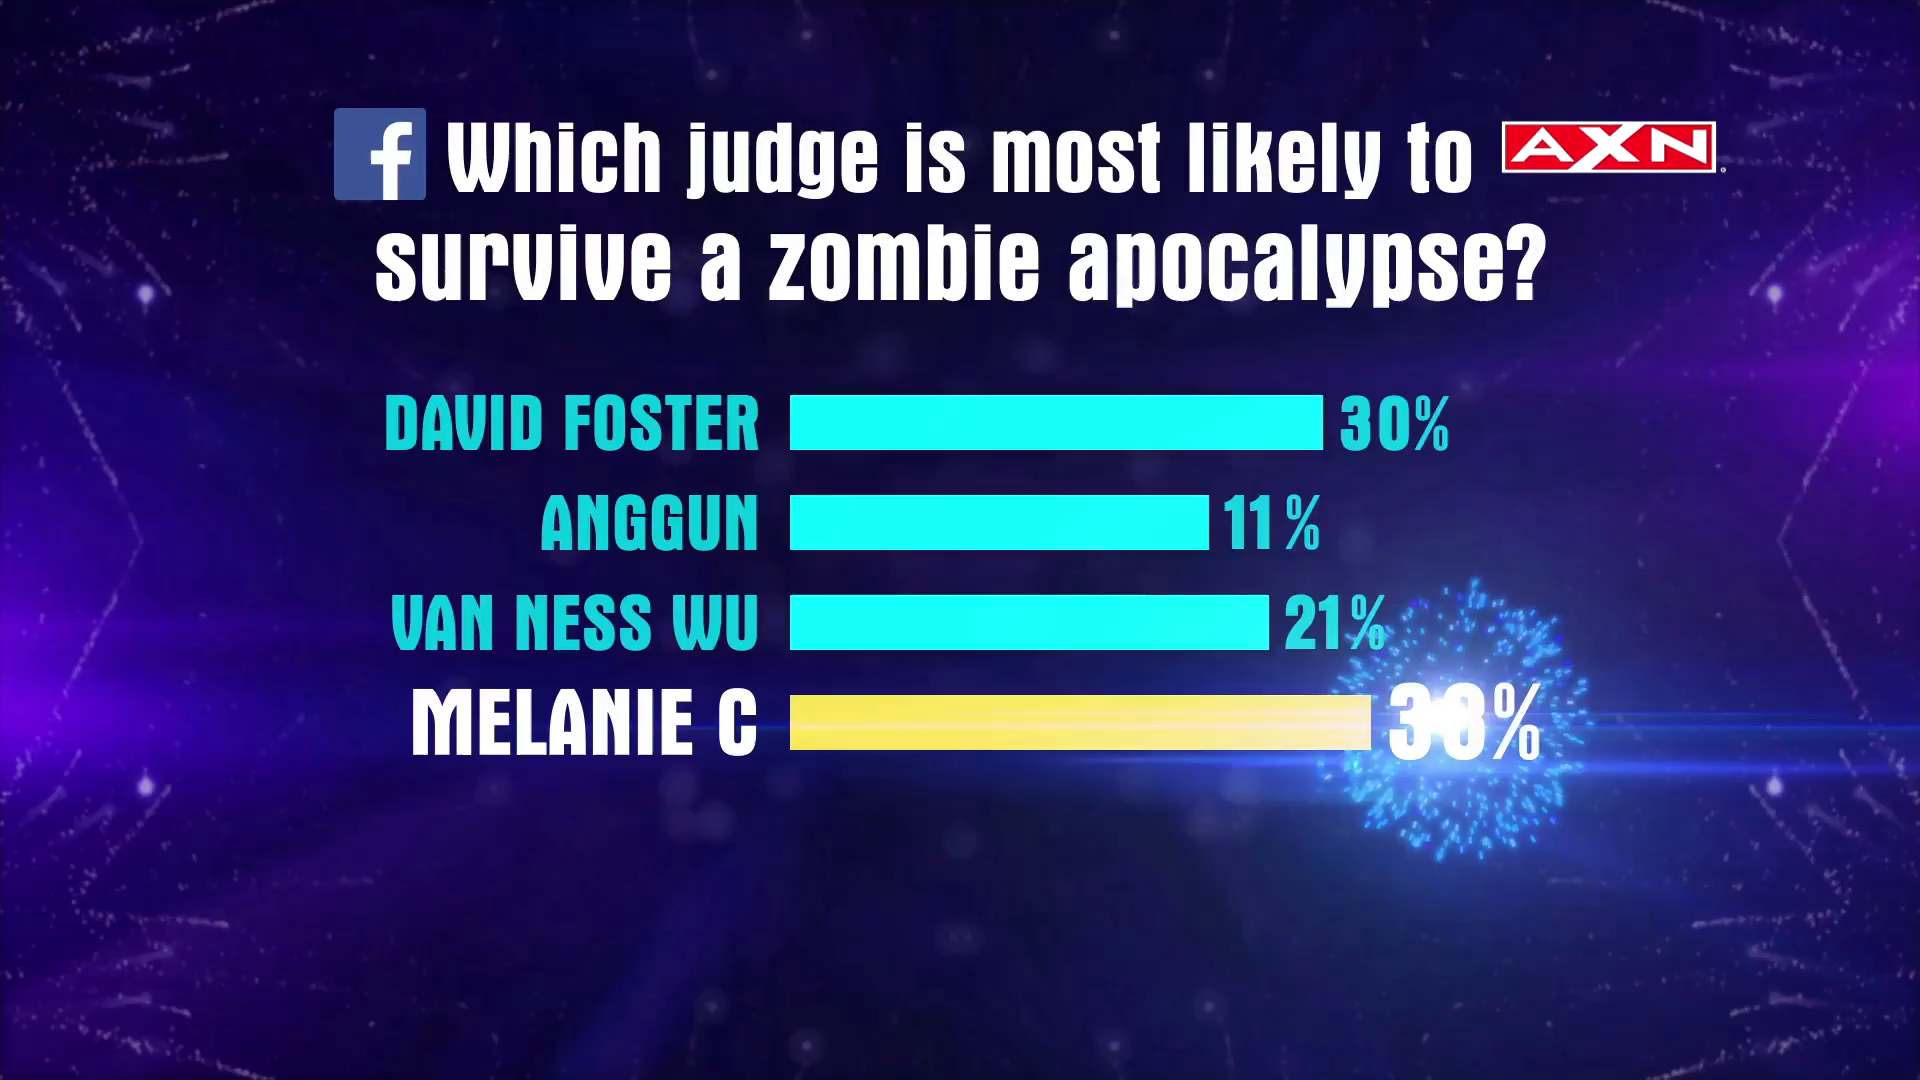 f Which judge is most likely to AXN
survive a zombie apocalypse?
DAVID FOSTER 30%
ANGGUN 11%
VAN NESS WU 21%
MELANIE C 38%